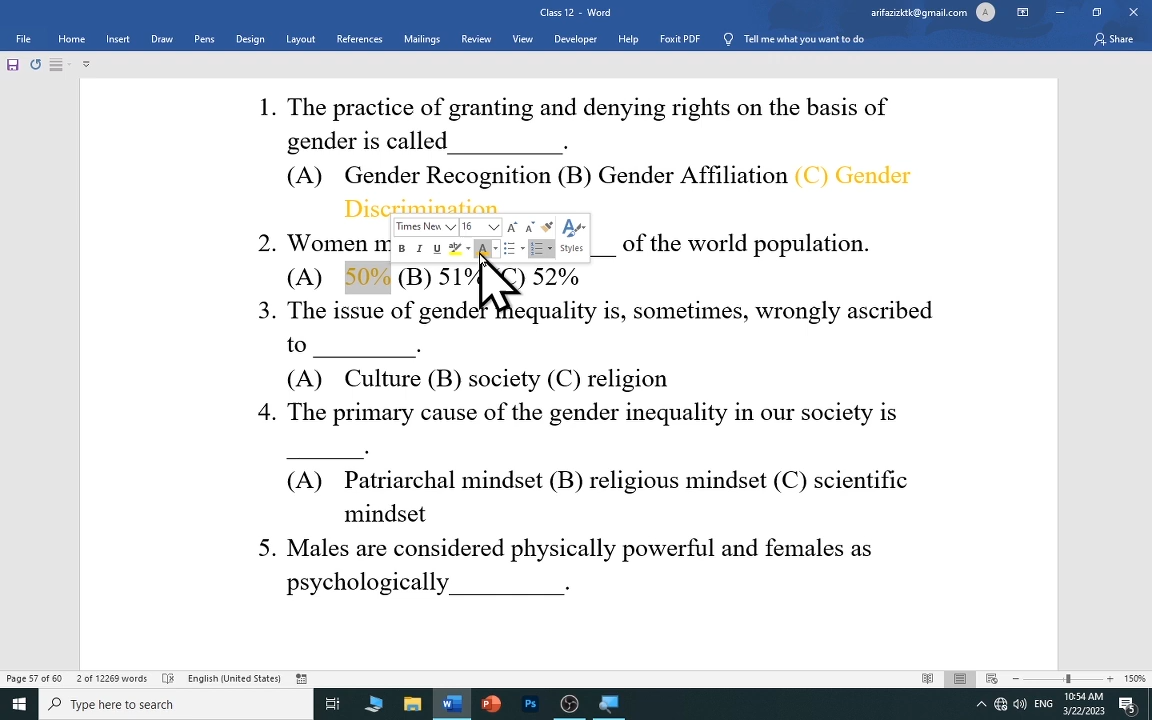 Class 12 - Word
arifazizktk@gmail.com A
File Home Insert Draw Pens Design Layout References Mailings Review View Developer Help Foxit PDF Tell me what you want to do Share
1. The practice of granting and denying rights on the basis of
gender is called_________.
(A) Gender Recognition (B) Gender Affiliation (C) Gender
Discrimination
Times New 16 A A
2. Women m __ of the world population.
B I U ab A Styles
(A) 50% (B) 51% (C) 52%
3. The issue of gender inequality is, sometimes, wrongly ascribed
to ________.
(A) Culture (B) society (C) religion
4. The primary cause of the gender inequality in our society is
______.
(A) Patriarchal mindset (B) religious mindset (C) scientific
mindset
5. Males are considered physically powerful and females as
psychologically_________.
Page 57 of 60 2 of 12269 words English (United States) 150%
Type here to search
ENG 10:54 AM
3/22/2023 5